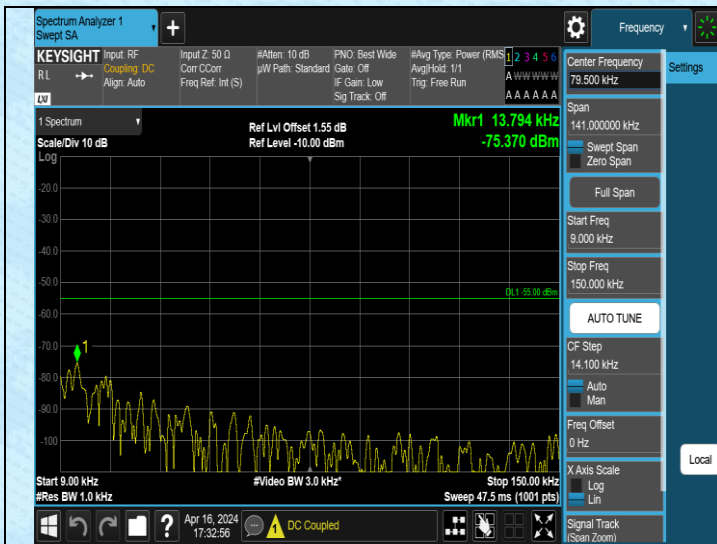 Spectrum Analyzer 1
Swept SA
+
Frequency
KEYSIGHT
RL
LXI
Input: RF
Coupling: DC
Align: Auto
Input Z: 50 Ω
Corr CCorr
Freq Ref: Int (S)
#Atten: 10 dB
µW Path: Standard
PNO: Best Wide
Gate: Off
IF Gain: Low
Sig Track: Off
#Avg Type: Power (RMS
Avg|Hold: 1/1
Trig: Free Run
1 2 3 4 5 6
A W W W W W
A A A A A A
1 Spectrum
Scale/Div 10 dB
Log
Ref Lvl Offset 1.55 dB
Ref Level -10.00 dBm
Mkr1 13.794 kHz
-75.370 dBm
-20.0
-30.0
-40.0
-50.0
DL1 -55.00 dBm
-60.0
1
-70.0
-80.0
-90.0
-100
Start 9.00 kHz
#Res BW 1.0 kHz
#Video BW 3.0 kHz*
Stop 150.00 kHz
Sweep 47.5 ms (1001 pts)
Apr 16, 2024
17:32:56
?
1
DC Coupled
Center Frequency
79.500 kHz
Span
141.000000 kHz
Swept Span
Zero Span
Full Span
Start Freq
9.000 kHz
Stop Freq
150.000 kHz
AUTO TUNE
CF Step
14.100 kHz
Auto
Man
Freq Offset
0 Hz
X Axis Scale
Log
Lin
Signal Track
(Span Zoom)
Settings
Local